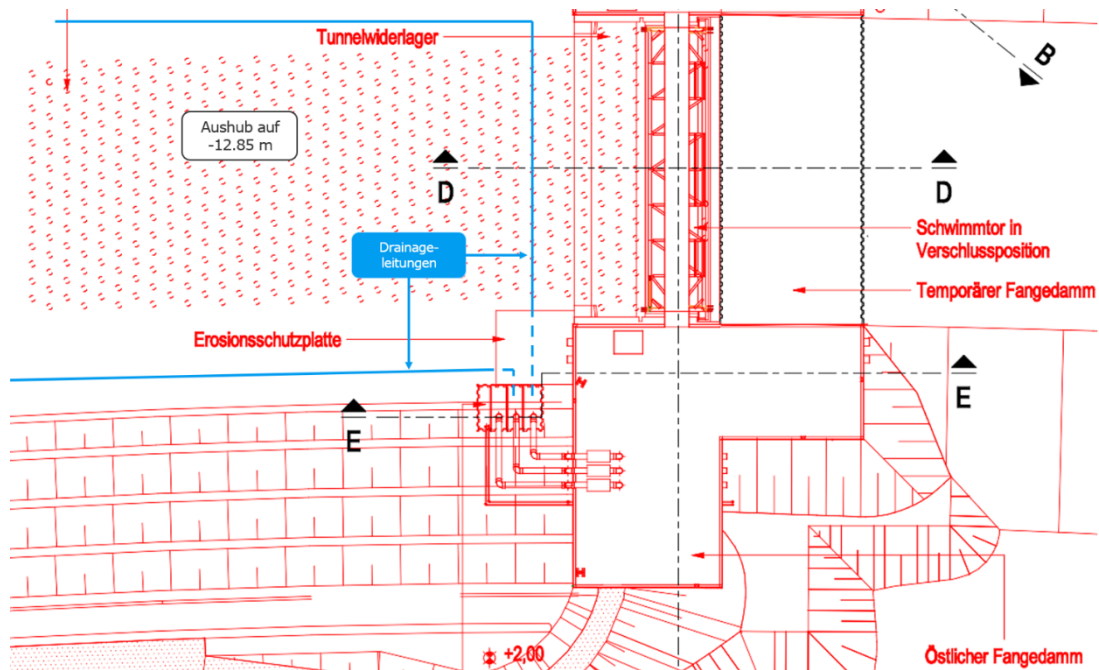 Tunnelwiderlager
B
Aushub auf
-12.85 m
D
D
Schwimmtor in
Verschlussposition
Drainage-
leitungen
Temporärer Fangedamm
Erosionsschutzplatte
E
E
+2,00
Östlicher Fangedamm